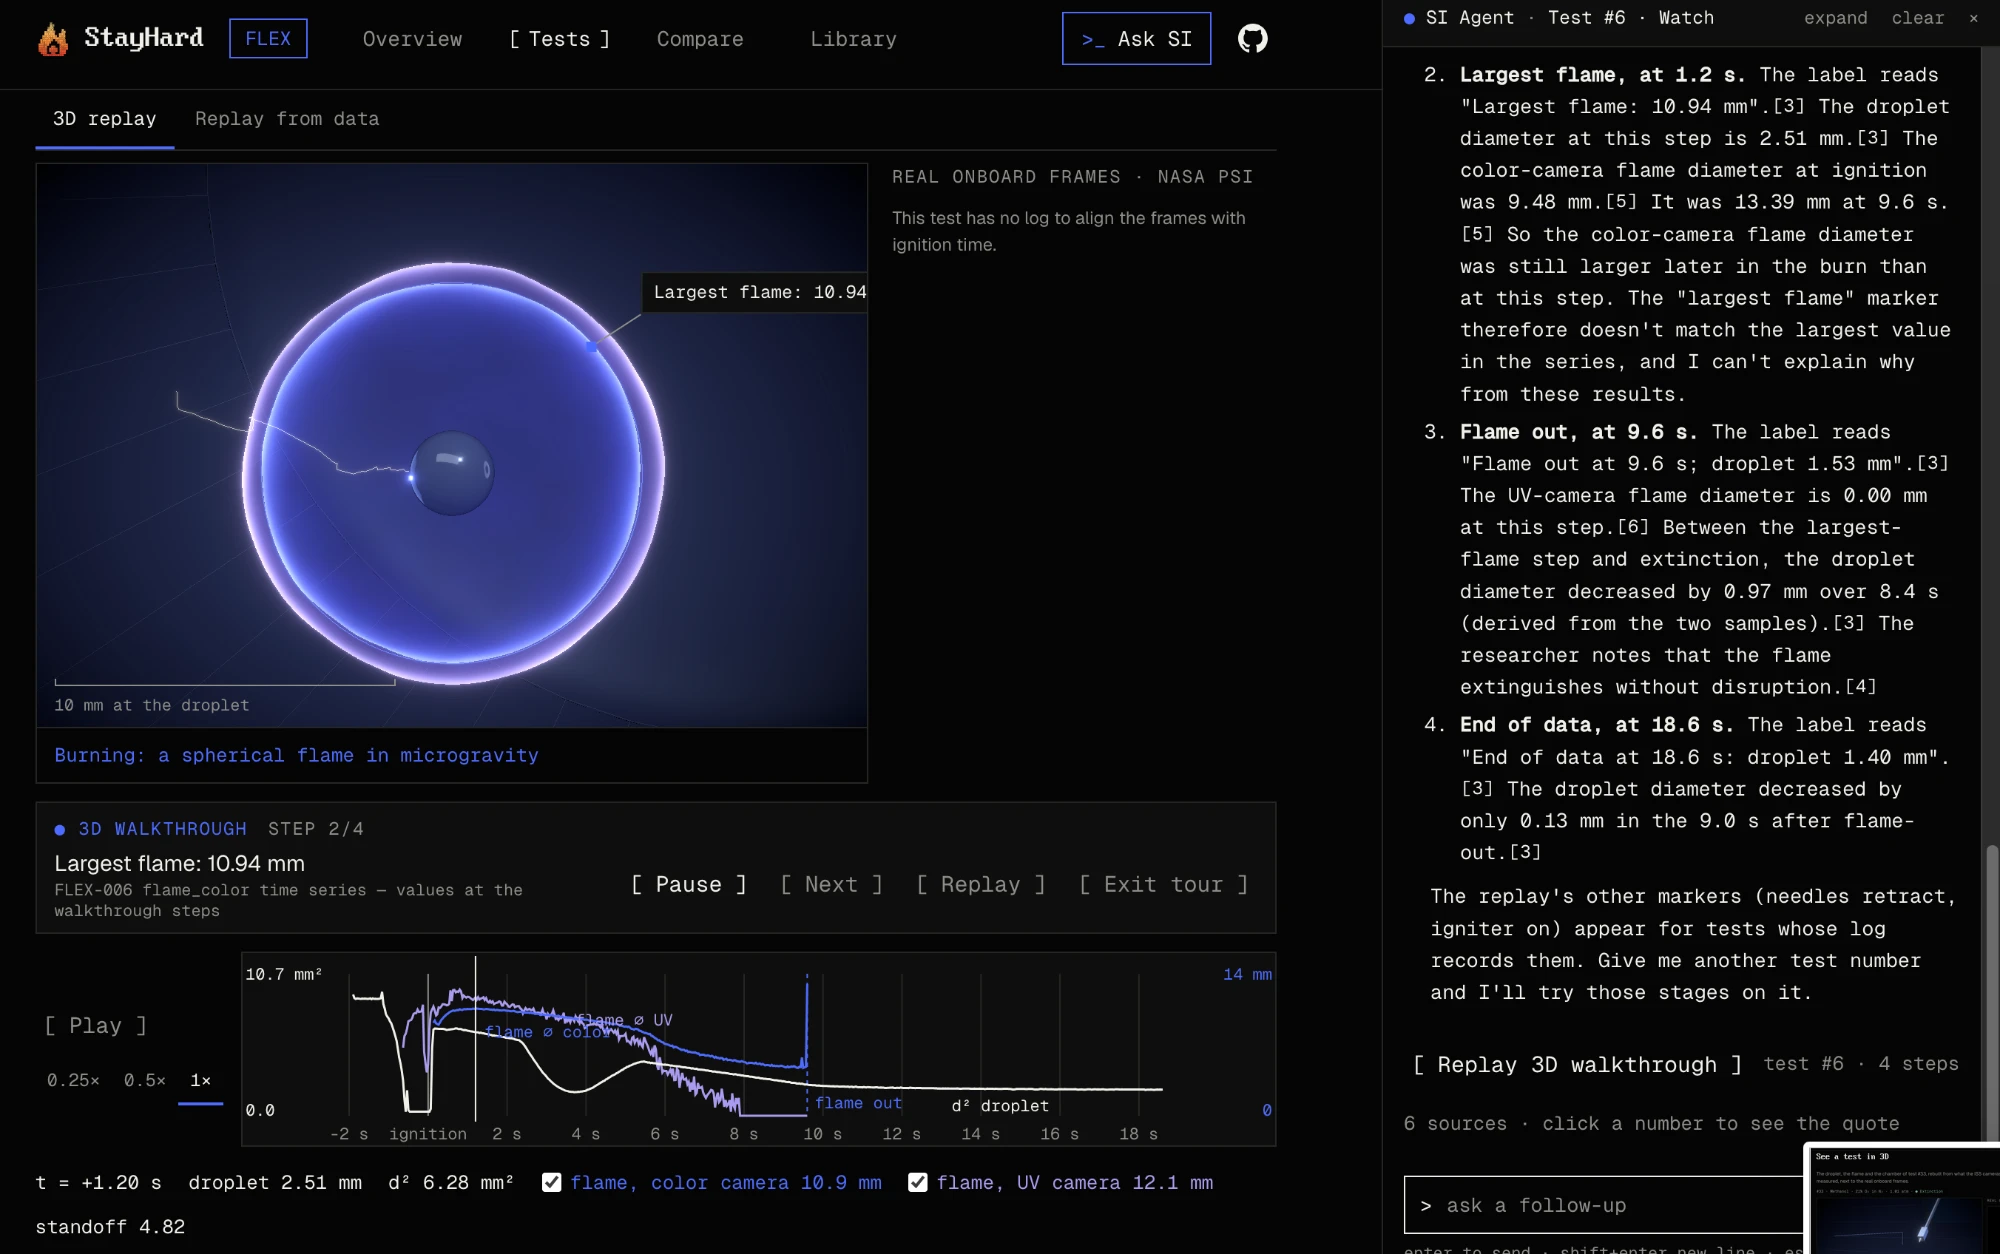 StayHard
FLEX
Overview
[ Tests ]
Compare
Library
>_ Ask SI
3D replay
Replay from data
Largest flame: 10.94
10 mm at the droplet
Burning: a spherical flame in microgravity
REAL ONBOARD FRAMES · NASA PSI
This test has no log to align the frames with
ignition time.
3D WALKTHROUGH STEP 2/4
Largest flame: 10.94 mm
FLEX-006 flame_color time series — values at the
walkthrough steps
[ Pause ]
[ Next ]
[ Replay ]
[ Exit tour ]
[ Play ]
0.25×
0.5×
1×
10.7 mm²
14 mm
flame ⌀ UV
flame ⌀ color
flame out
d² droplet
0.0
0
-2 s
ignition
2 s
4 s
6 s
8 s
10 s
12 s
14 s
16 s
18 s
t = +1.20 s
droplet 2.51 mm
d² 6.28 mm²
flame, color camera 10.9 mm
flame, UV camera 12.1 mm
standoff 4.82
SI Agent · Test #6 · Watch
expand
clear
×
2. Largest flame, at 1.2 s. The label reads
"Largest flame: 10.94 mm".[3] The droplet
diameter at this step is 2.51 mm.[3] The
color-camera flame diameter at ignition
was 9.48 mm.[5] It was 13.39 mm at 9.6 s.
[5] So the color-camera flame diameter
was still larger later in the burn than
at this step. The "largest flame" marker
therefore doesn't match the largest value
in the series, and I can't explain why
from these results.
3. Flame out, at 9.6 s. The label reads
"Flame out at 9.6 s; droplet 1.53 mm".[3]
The UV-camera flame diameter is 0.00 mm
at this step.[6] Between the largest-
flame step and extinction, the droplet
diameter decreased by 0.97 mm over 8.4 s
(derived from the two samples).[3] The
researcher notes that the flame
extinguishes without disruption.[4]
4. End of data, at 18.6 s. The label reads
"End of data at 18.6 s: droplet 1.40 mm".
[3] The droplet diameter decreased by
only 0.13 mm in the 9.0 s after flame-
out.[3]
The replay's other markers (needles retract,
igniter on) appear for tests whose log
records them. Give me another test number
and I'll try those stages on it.
[ Replay 3D walkthrough ] test #6 · 4 steps
6 sources · click a number to see the quote
> ask a follow-up
enter to send · shift+enter new line · es
See a test in 3D